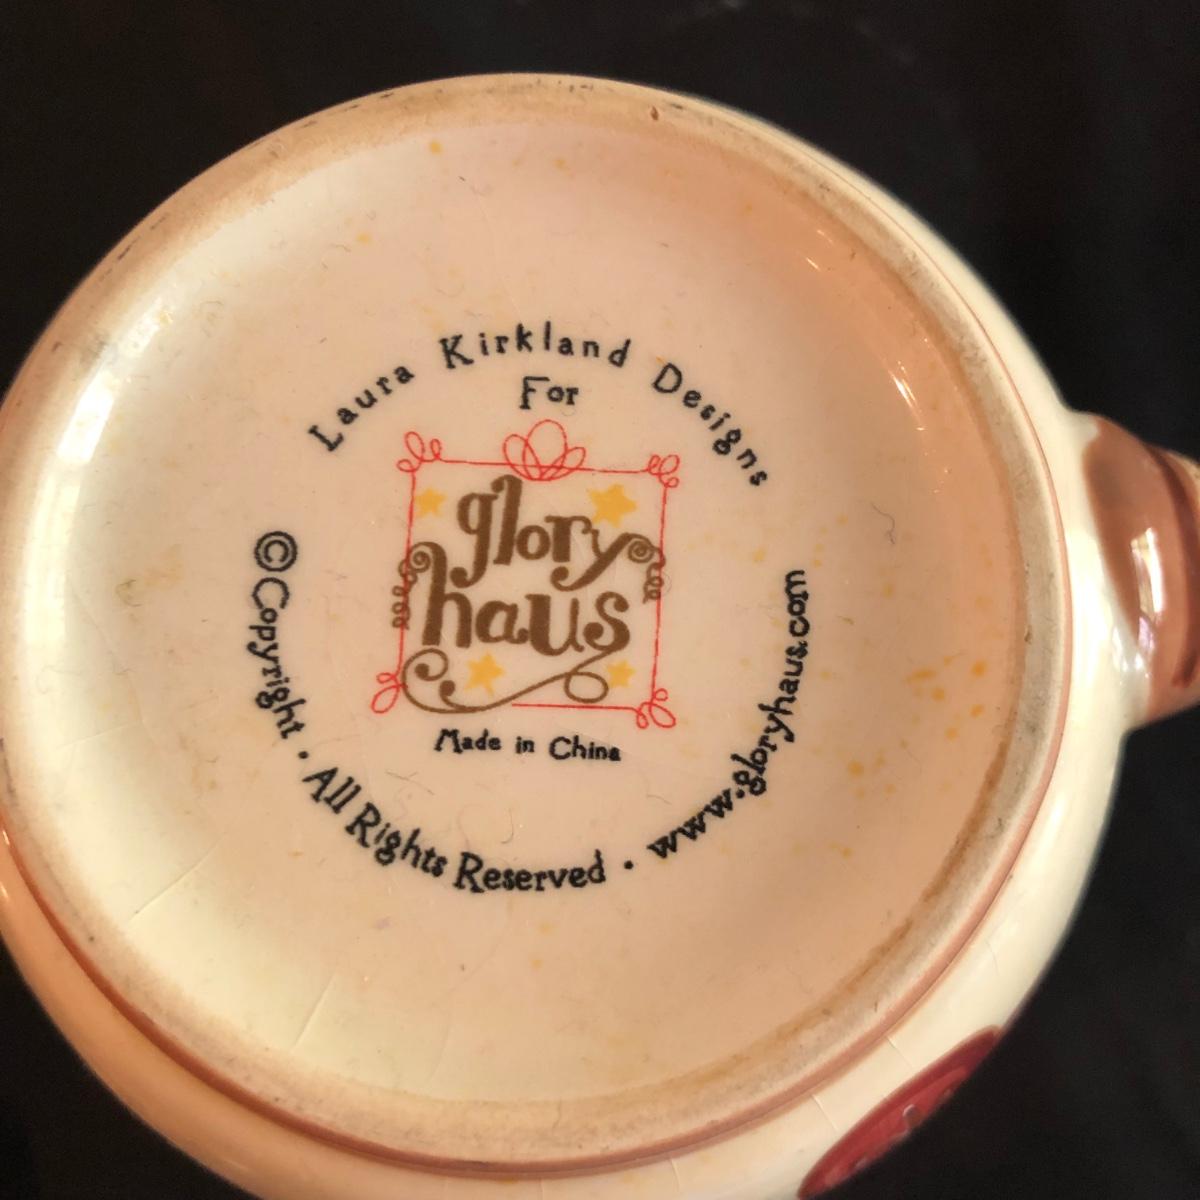 Laura Kirkland Designs
For
glory
haus
Made in China
©Copyright · All Rights Reserved · www.gloryhaus.com